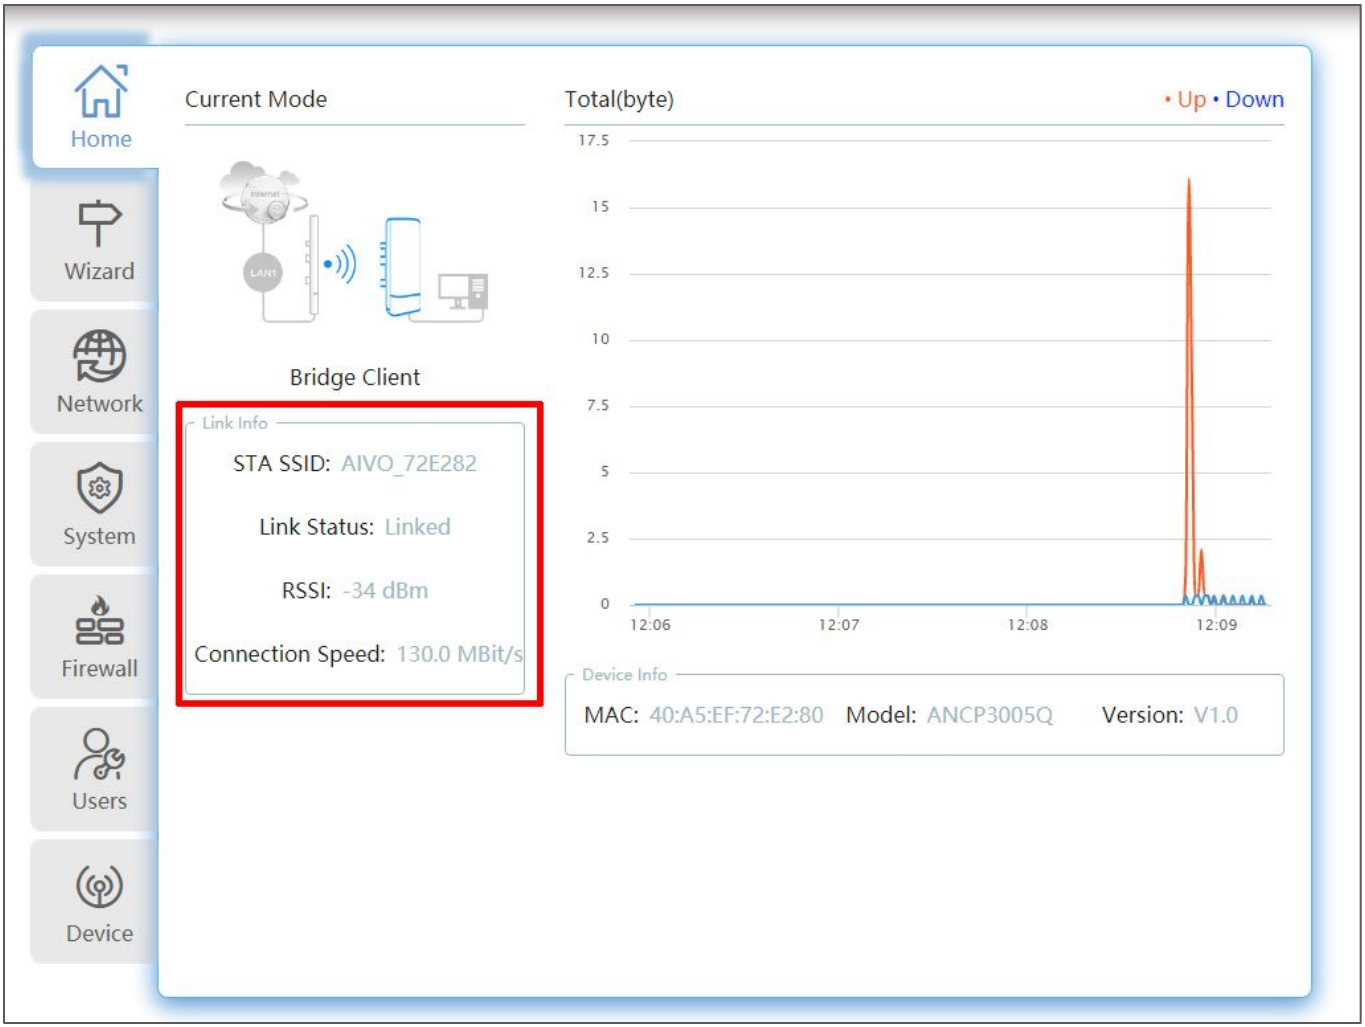 Home
Wizard
Network
System
Firewall
Users
Device
Current Mode
Internet
LAN1
Bridge Client
Link Info
STA SSID: AIVO_72E282
Link Status: Linked
RSSI: -34 dBm
Connection Speed: 130.0 MBit/s
Total(byte)
• Up • Down
17.5
15
12.5
10
7.5
5
2.5
0
12:06 12:07 12:08 12:09
Device Info
MAC: 40:A5:EF:72:E2:80 Model: ANCP3005Q Version: V1.0